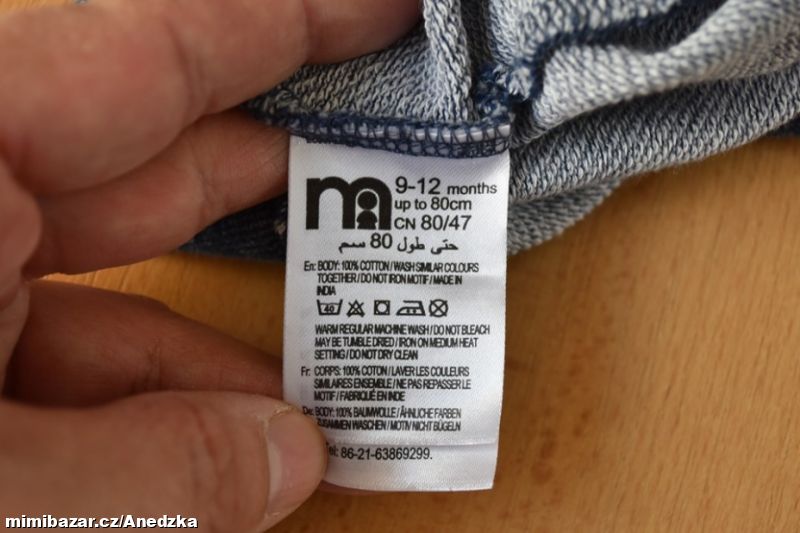 m
9-12 months
up to 80cm
CN 80/47
حتى طول 80 سم
En: BODY: 100% COTTON / WASH SIMILAR COLOURS
TOGETHER / DO NOT IRON MOTIF / MADE IN
INDIA
40
WARM REGULAR MACHINE WASH / DO NOT BLEACH
MAY BE TUMBLE DRIED / IRON ON MEDIUM HEAT
SETTING / DO NOT DRY CLEAN
Fr: CORPS: 100% COTON / LAVER LES COULEURS
SIMILAIRES ENSEMBLE / NE PAS REPASSER LE
MOTIF / FABRIQUÉ EN INDE
De: BODY: 100% BAUMWOLLE / ÄHNLICHE FARBEN
ZUSAMMEN WASCHEN / MOTIV NICHT BÜGELN
Tel: 86-21-63869299.
mimibazar.cz/Anedzka